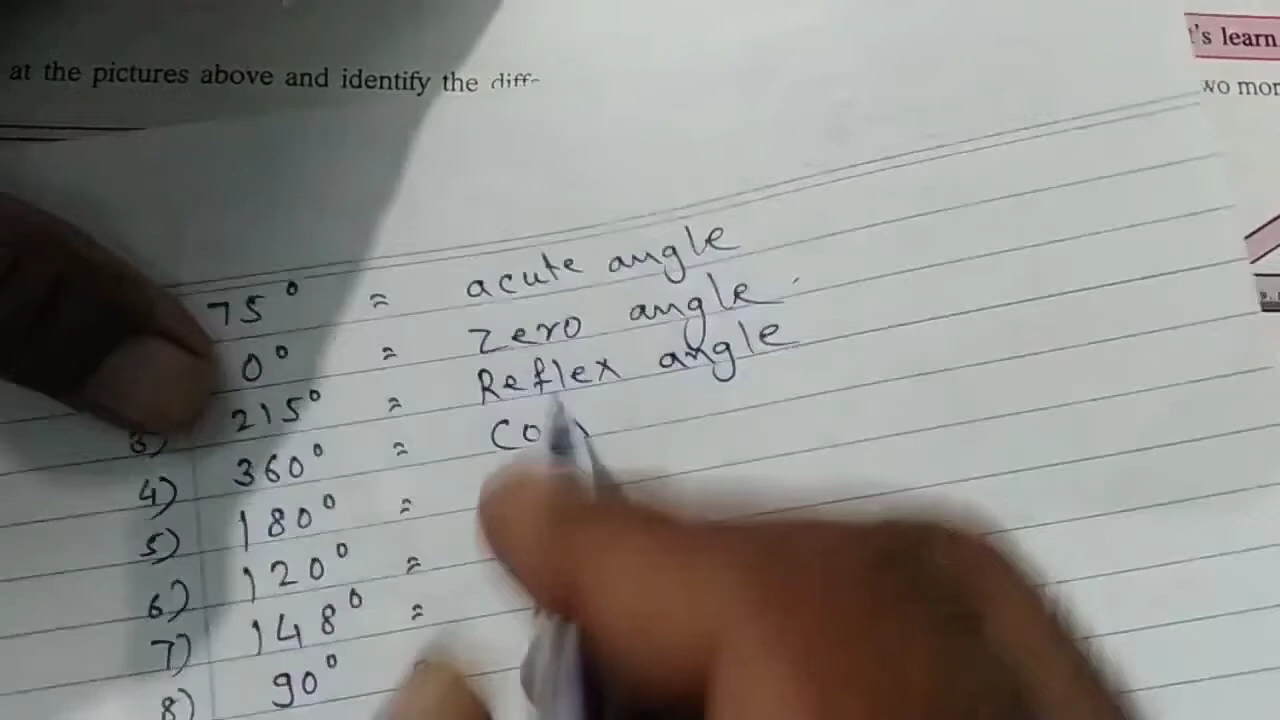 at the pictures above and identify the diff-
's learn
wo mor
75° = acute angle
0° = Zero angle
3) 215° = Reflex angle
4) 360° = Co
5) 180° =
6) 120° =
7) 148° =
8) 90°